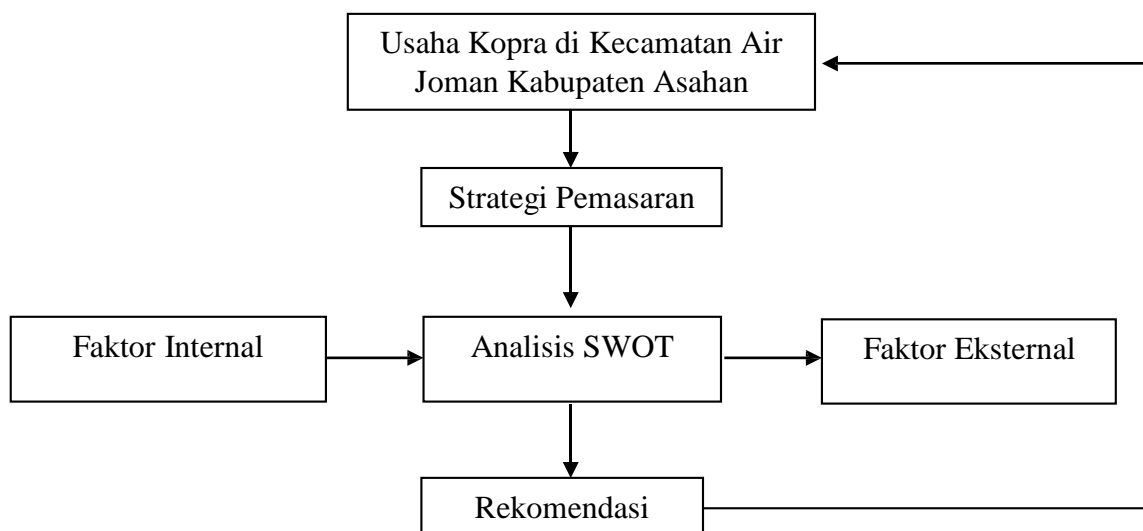 Usaha Kopra di Kecamatan Air
Joman Kabupaten Asahan
Strategi Pemasaran
Faktor Internal
Analisis SWOT
Faktor Eksternal
Rekomendasi